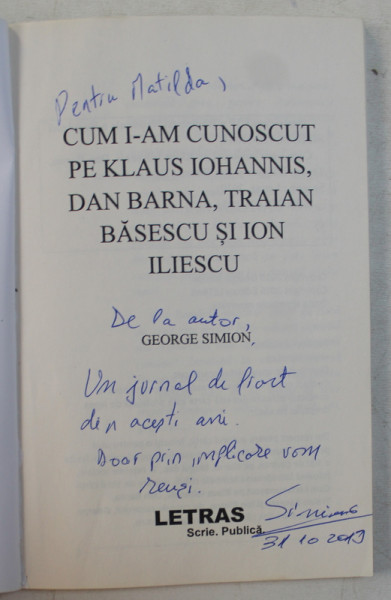 Pentru Matilda,
CUM I-AM CUNOSCUT
PE KLAUS IOHANNIS,
DAN BARNA, TRAIAN
BĂSESCU ȘI ION
ILIESCU
De la autor,
GEORGE SIMION,
Un jurnal de
din acești ani.
Doar prin implicare vom
reuși.
Simion
LETRAS
Scrie. Publică.
31 10 2019